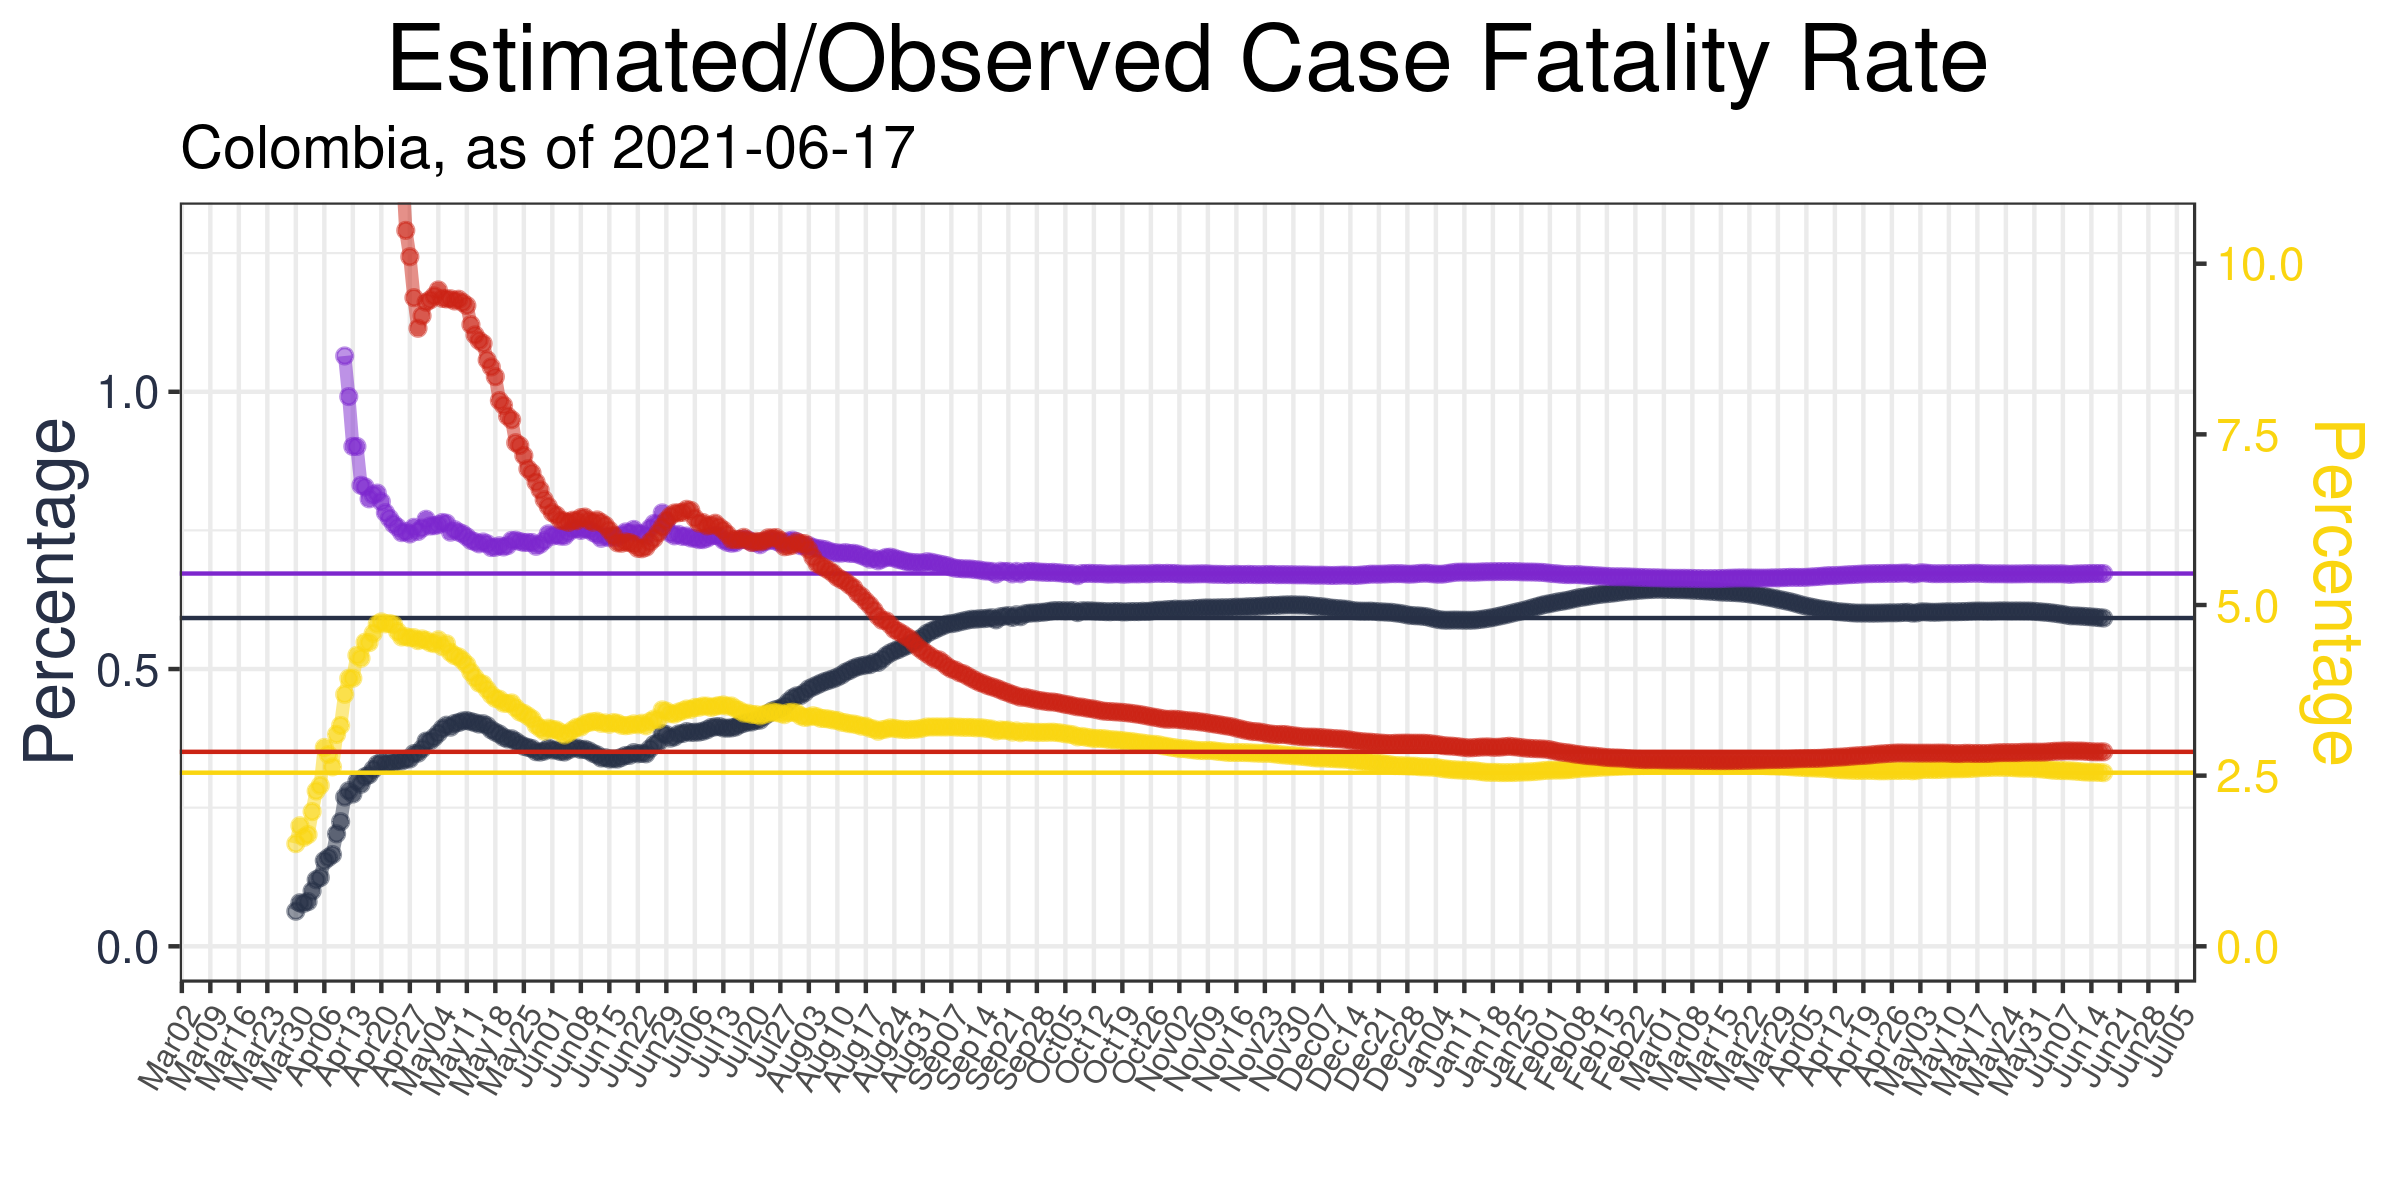 Estimated/Observed Case Fatality Rate
Colombia, as of 2021-06-17
Percentage
1.0
0.5
0.0
10.0
7.5
5.0
2.5
0.0
Percentage
Mar02
Mar09
Mar16
Mar23
Mar30
Apr06
Apr13
Apr20
Apr27
May04
May11
May18
May25
Jun01
Jun08
Jun15
Jun22
Jun29
Jul06
Jul13
Jul20
Jul27
Aug03
Aug10
Aug17
Aug24
Aug31
Sep07
Sep14
Sep21
Sep28
Oct05
Oct12
Oct19
Oct26
Nov02
Nov09
Nov16
Nov23
Nov30
Dec07
Dec14
Dec21
Dec28
Jan04
Jan11
Jan18
Jan25
Feb01
Feb08
Feb15
Feb22
Mar01
Mar08
Mar15
Mar22
Mar29
Apr05
Apr12
Apr19
Apr26
May03
May10
May17
May24
May31
Jun07
Jun14
Jun21
Jun28
Jul05